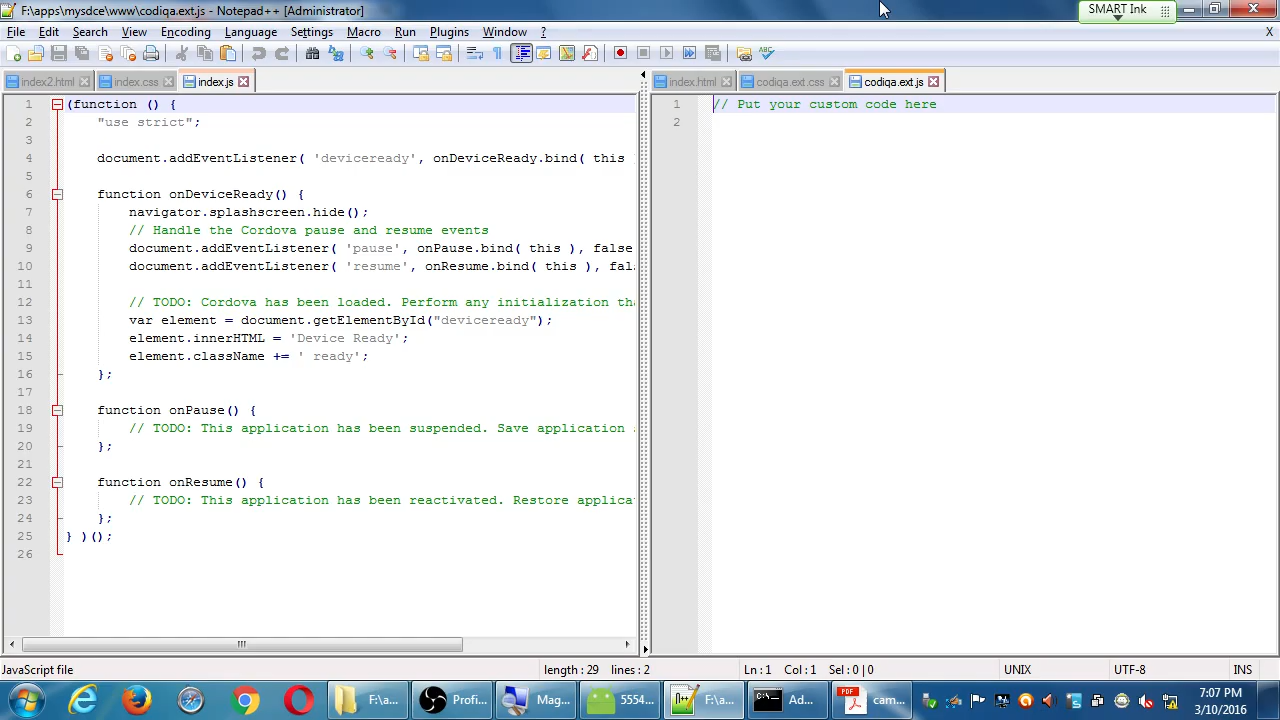 F:\apps\mysdce\www\codiqa.ext.js - Notepad++ [Administrator]
SMART Ink
File Edit Search View Encoding Language Settings Macro Run Plugins Window ? X
index2.html index.css index.js
index.html codiqa.ext.css codiqa.ext.js
1 (function () {
2 "use strict";
3
4 document.addEventListener( 'deviceready', onDeviceReady.bind( this
5
6 function onDeviceReady() {
7 navigator.splashscreen.hide();
8 // Handle the Cordova pause and resume events
9 document.addEventListener( 'pause', onPause.bind( this ), false
10 document.addEventListener( 'resume', onResume.bind( this ), fal
11
12 // TODO: Cordova has been loaded. Perform any initialization th
13 var element = document.getElementById("deviceready");
14 element.innerHTML = 'Device Ready';
15 element.className += ' ready';
16 };
17
18 function onPause() {
19 // TODO: This application has been suspended. Save application
20 };
21
22 function onResume() {
23 // TODO: This application has been reactivated. Restore applica
24 };
25 } )();
26
1 // Put your custom code here
2
JavaScript file length : 29 lines : 2 Ln : 1 Col : 1 Sel : 0 | 0 UNIX UTF-8 INS
F:\a... Profi... Mag... 5554... F:\a... Ad... cam...
7:07 PM
3/10/2016